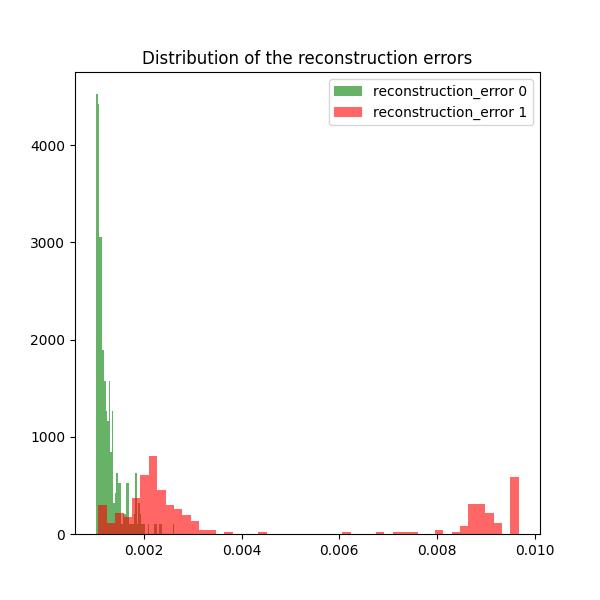 Distribution of the reconstruction errors
reconstruction_error 0
reconstruction_error 1
4000
3000
2000
1000
0
0.002 0.004 0.006 0.008 0.010